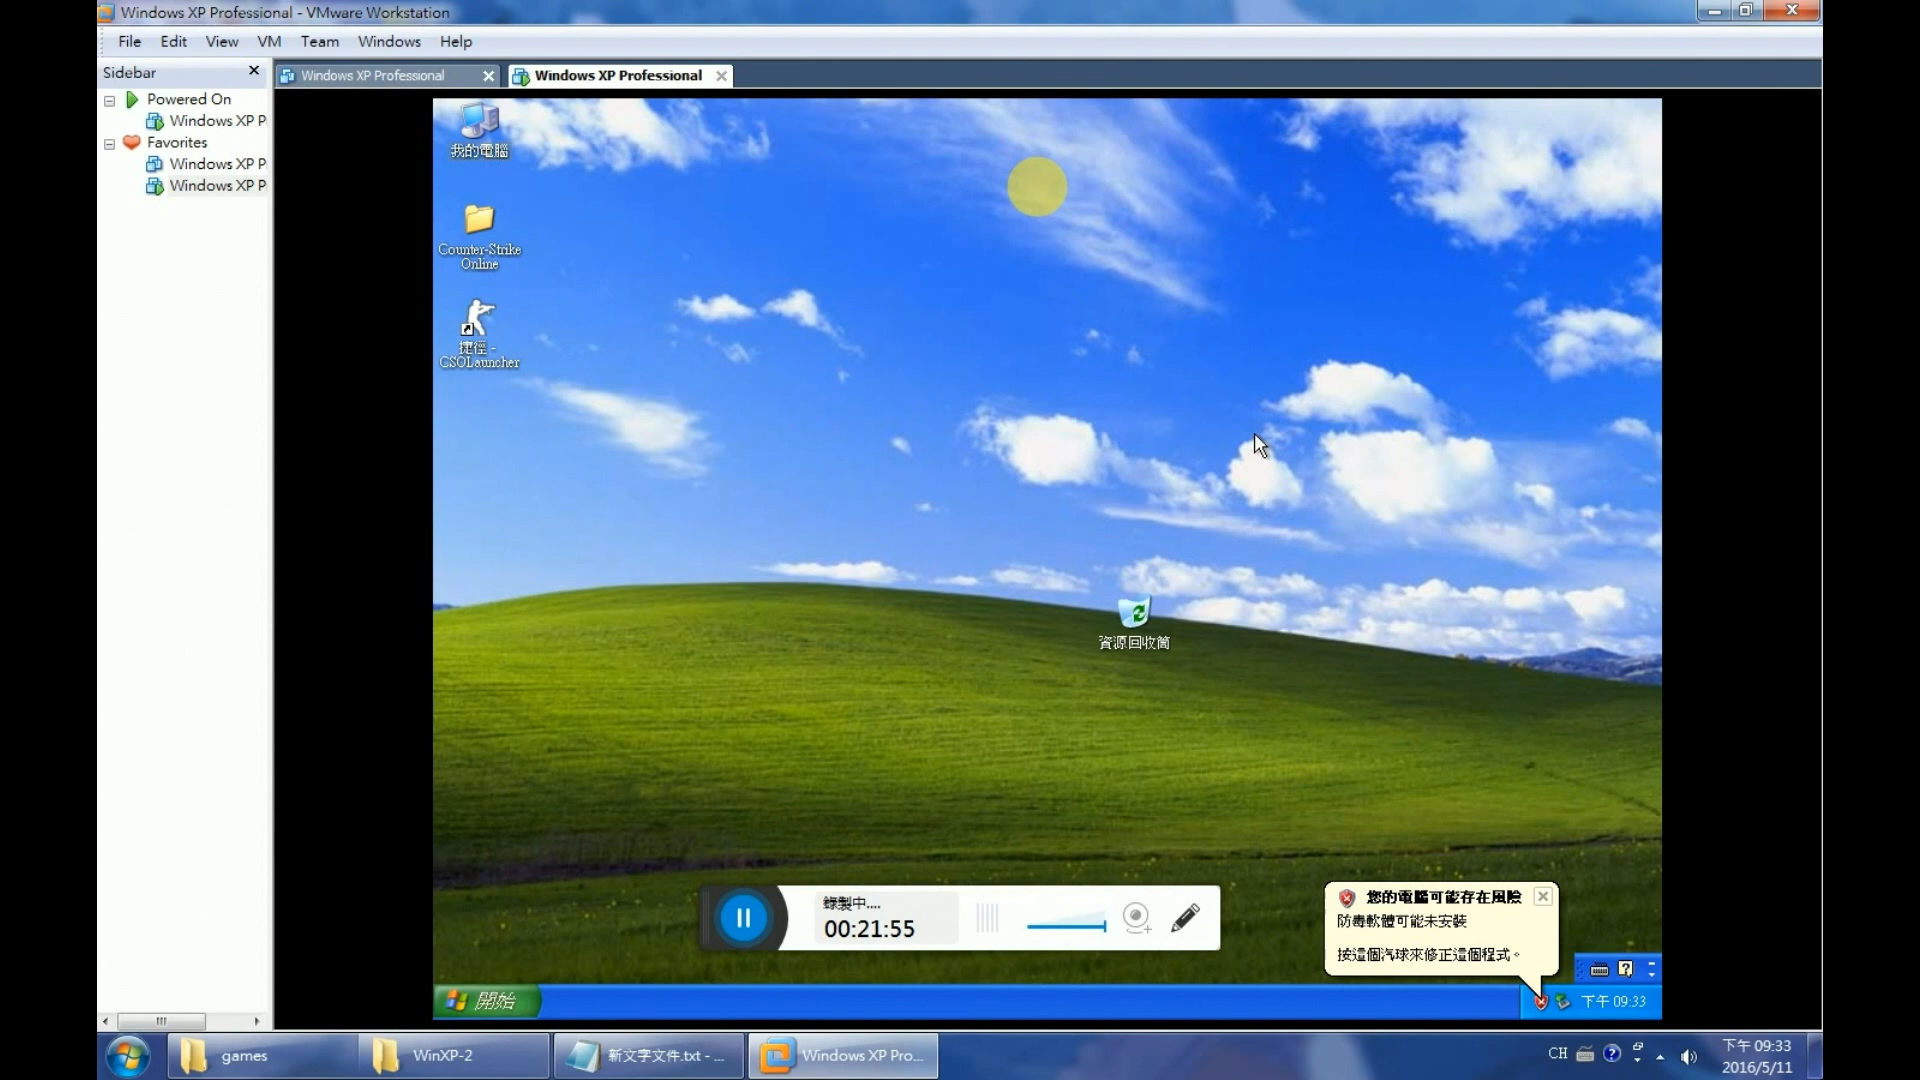 Windows XP Professional - VMware Workstation
File Edit View VM Team Windows Help
Sidebar
Windows XP Professional
Windows XP Professional
Powered On
Windows XP P
Favorites
Windows XP P
Windows XP P
我的電腦
Counter-Strike
Online
捷徑 -
CSOLauncher
資源回收筒
錄製中....
00:21:55
您的電腦可能存在風險
防毒軟體可能未安裝
按這個汽球來修正這個程式。
開始
下午 09:33
games
WinXP-2
新文字文件.txt - ...
Windows XP Pro...
CH
下午 09:33
2016/5/11